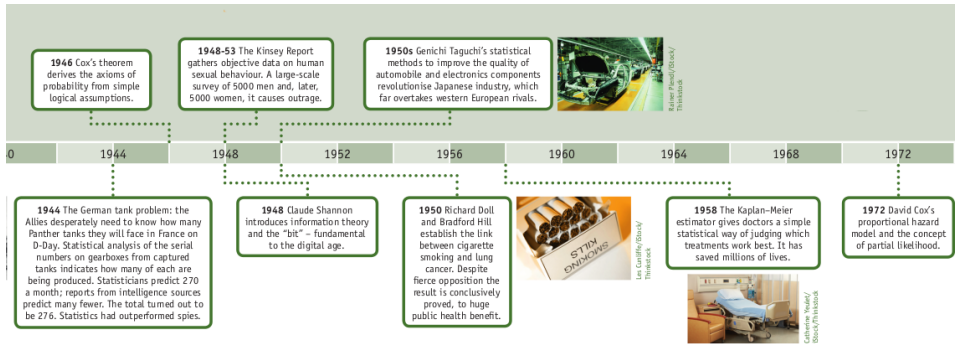 1946 Cox's theorem
derives the axioms of
probability from simple
logical assumptions.
1948-53 The Kinsey Report
gathers objective data on human
sexual behaviour. A large-scale
survey of 5000 men and, later,
5000 women, it causes outrage.
1950s Genichi Taguchi's statistical
methods to improve the quality of
automobile and electronics components
revolutionise Japanese industry, which
far overtakes western European rivals.
Rainer Plendl/iStock/
Thinkstock
0 1944 1948 1952 1956 1960 1964 1968 1972
1944 The German tank problem: the
Allies desperately need to know how many
Panther tanks they will face in France on
D-Day. Statistical analysis of the serial
numbers on gearboxes from captured
tanks indicates how many of each are
being produced. Statisticians predict 270
a month; reports from intelligence sources
predict many fewer. The total turned out to
be 276. Statistics had outperformed spies.
1948 Claude Shannon
introduces information theory
and the “bit” – fundamental
to the digital age.
1950 Richard Doll
and Bradford Hill
establish the link
between cigarette
smoking and lung
cancer. Despite
fierce opposition the
result is conclusively
proved, to huge
public health benefit.
SMOKING
KILLS
Les Cunliffe/iStock/
Thinkstock
1958 The Kaplan–Meier
estimator gives doctors a simple
statistical way of judging which
treatments work best. It has
saved millions of lives.
Catherine Yeulet/
iStock/Thinkstock
1972 David Cox's
proportional hazard
model and the concept
of partial likelihood.